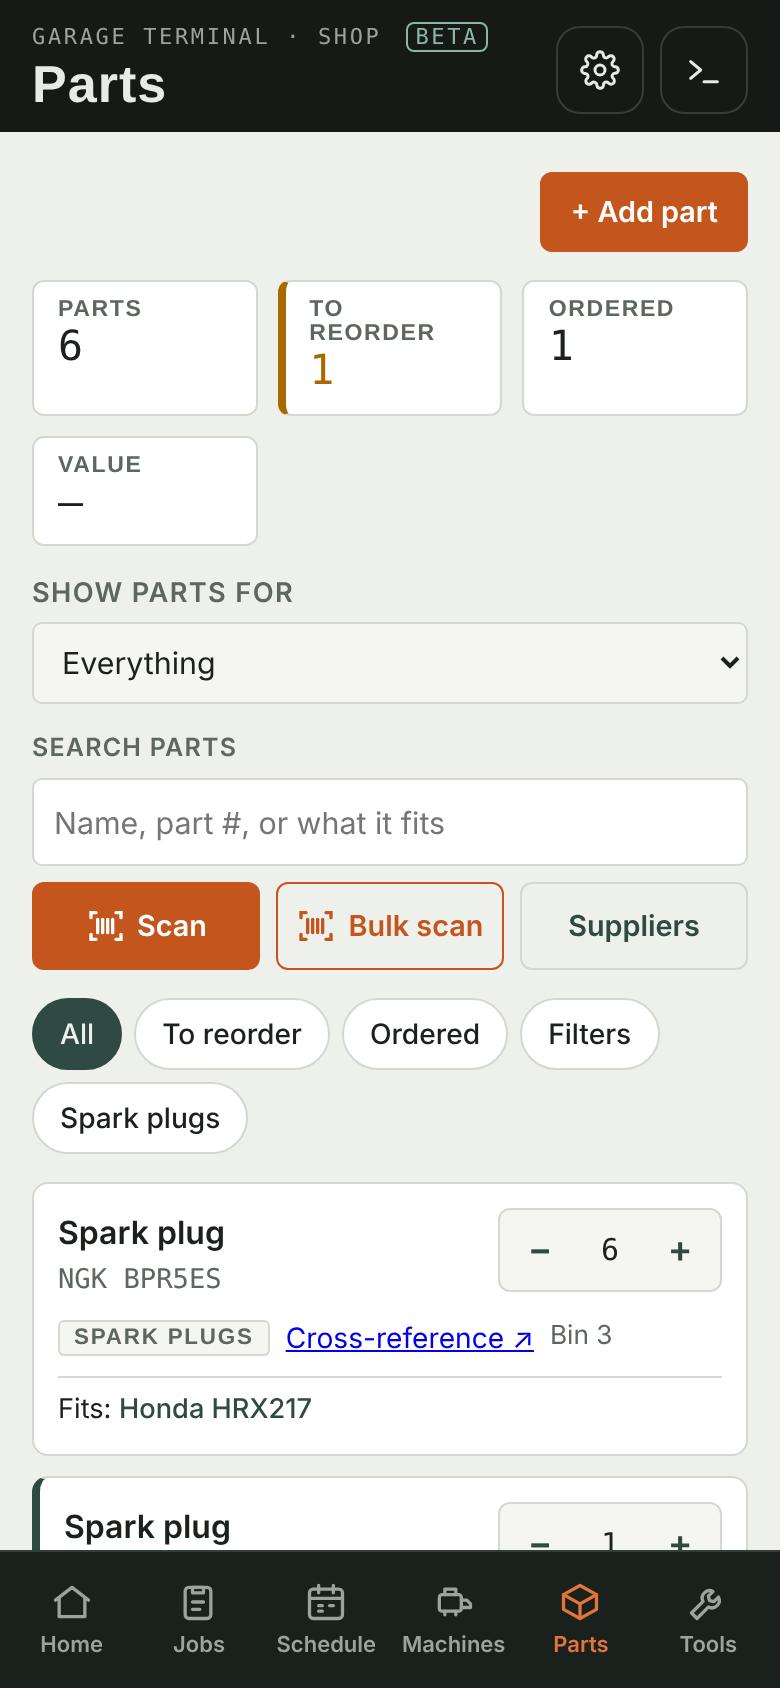 GARAGE TERMINAL · SHOP BETA
Parts
+ Add part
PARTS
6
TO
REORDER
1
ORDERED
1
VALUE
—
SHOW PARTS FOR
Everything
SEARCH PARTS
Name, part #, or what it fits
Scan
Bulk scan
Suppliers
All
To reorder
Ordered
Filters
Spark plugs
Spark plug
− 6 +
NGK BPR5ES
SPARK PLUGS
Cross-reference ↗
Bin 3
Fits: Honda HRX217
Spark plug
− 1 +
Home
Jobs
Schedule
Machines
Parts
Tools